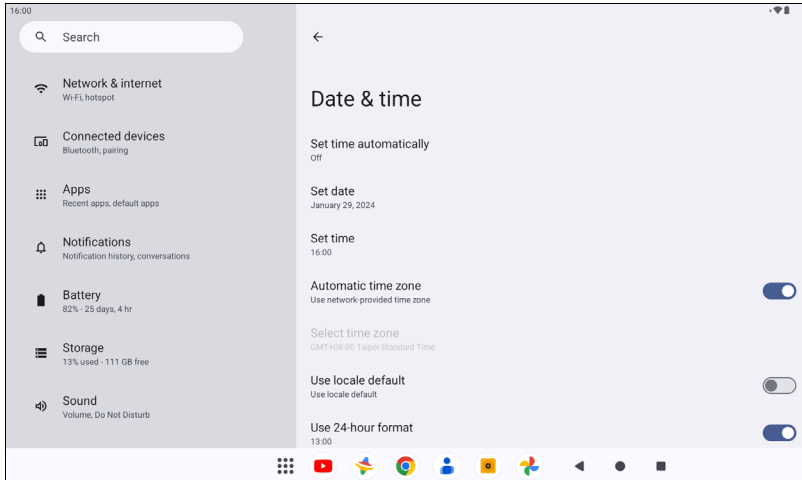 16:00
Search
Network & internet
Wi-Fi, hotspot
Connected devices
Bluetooth, pairing
Apps
Recent apps, default apps
Notifications
Notification history, conversations
Battery
82% - 25 days, 4 hr
Storage
13% used - 111 GB free
Sound
Volume, Do Not Disturb
Date & time
Set time automatically
Off
Set date
January 29, 2024
Set time
16:00
Automatic time zone
Use network-provided time zone
Select time zone
GMT+08:00 Taipei Standard Time
Use locale default
Use locale default
Use 24-hour format
13:00